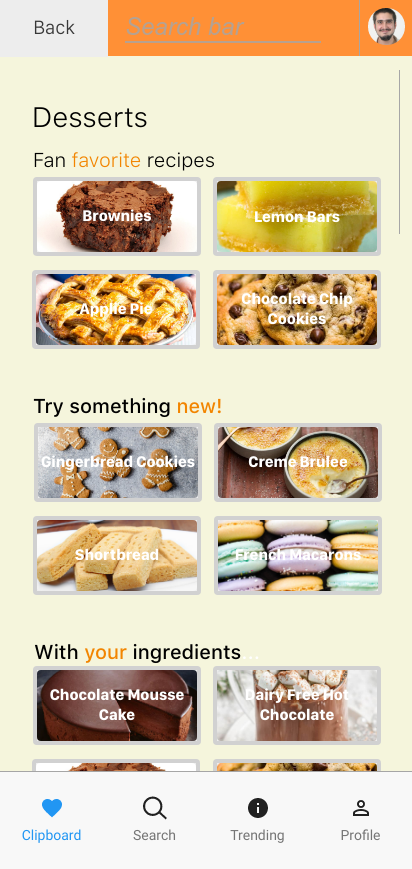 Back
Search bar
Desserts
Fan favorite recipes
Brownies
Lemon Bars
Apple Pie
Chocolate Chip
Cookies
Try something new!
Gingerbread Cookies
Creme Brulee
Shortbread
French Macarons
With your ingredients...
Chocolate Mousse
Cake
Dairy Free Hot
Chocolate
Clipboard
Search
Trending
Profile